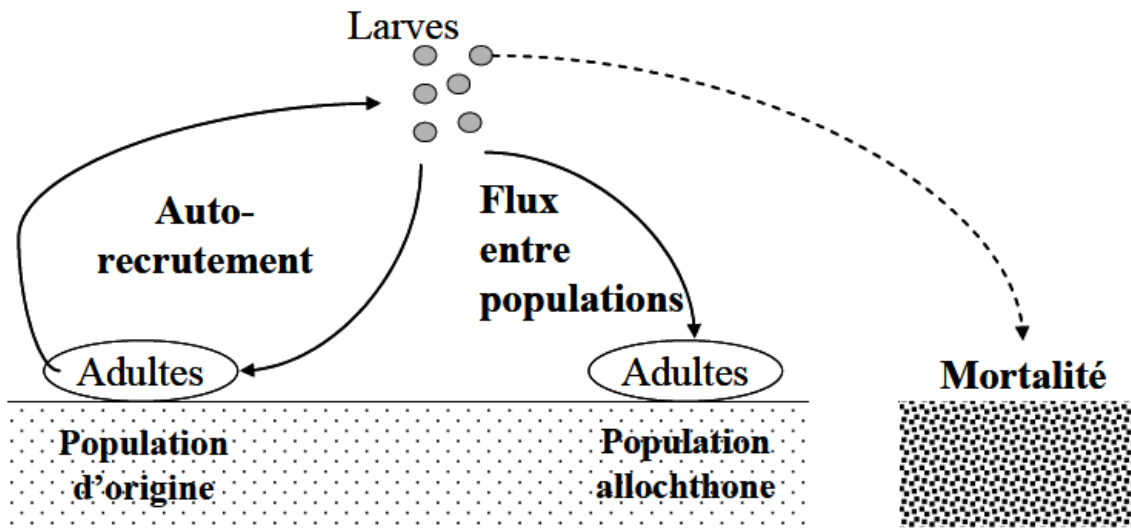 Larves
Auto-
recrutement
Flux
entre
populations
Adultes
Adultes
Mortalité
Population
d’origine
Population
allochthone